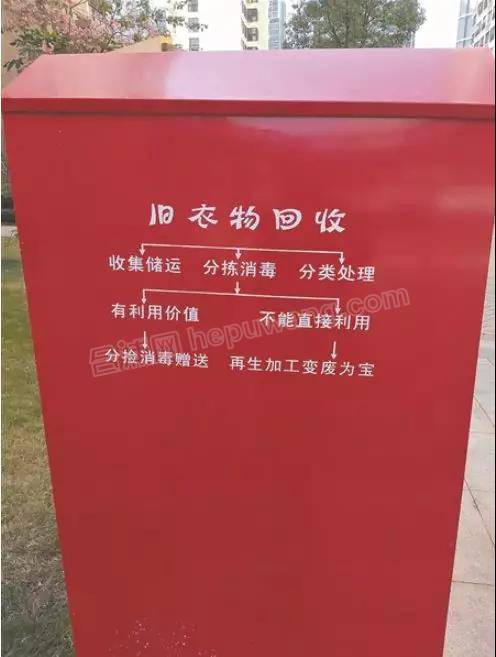 旧衣物回收
收集储运 分拣消毒 分类处理
有利用价值 不能直接利用
分捡消毒赠送 再生加工变废为宝
hepuwang.com